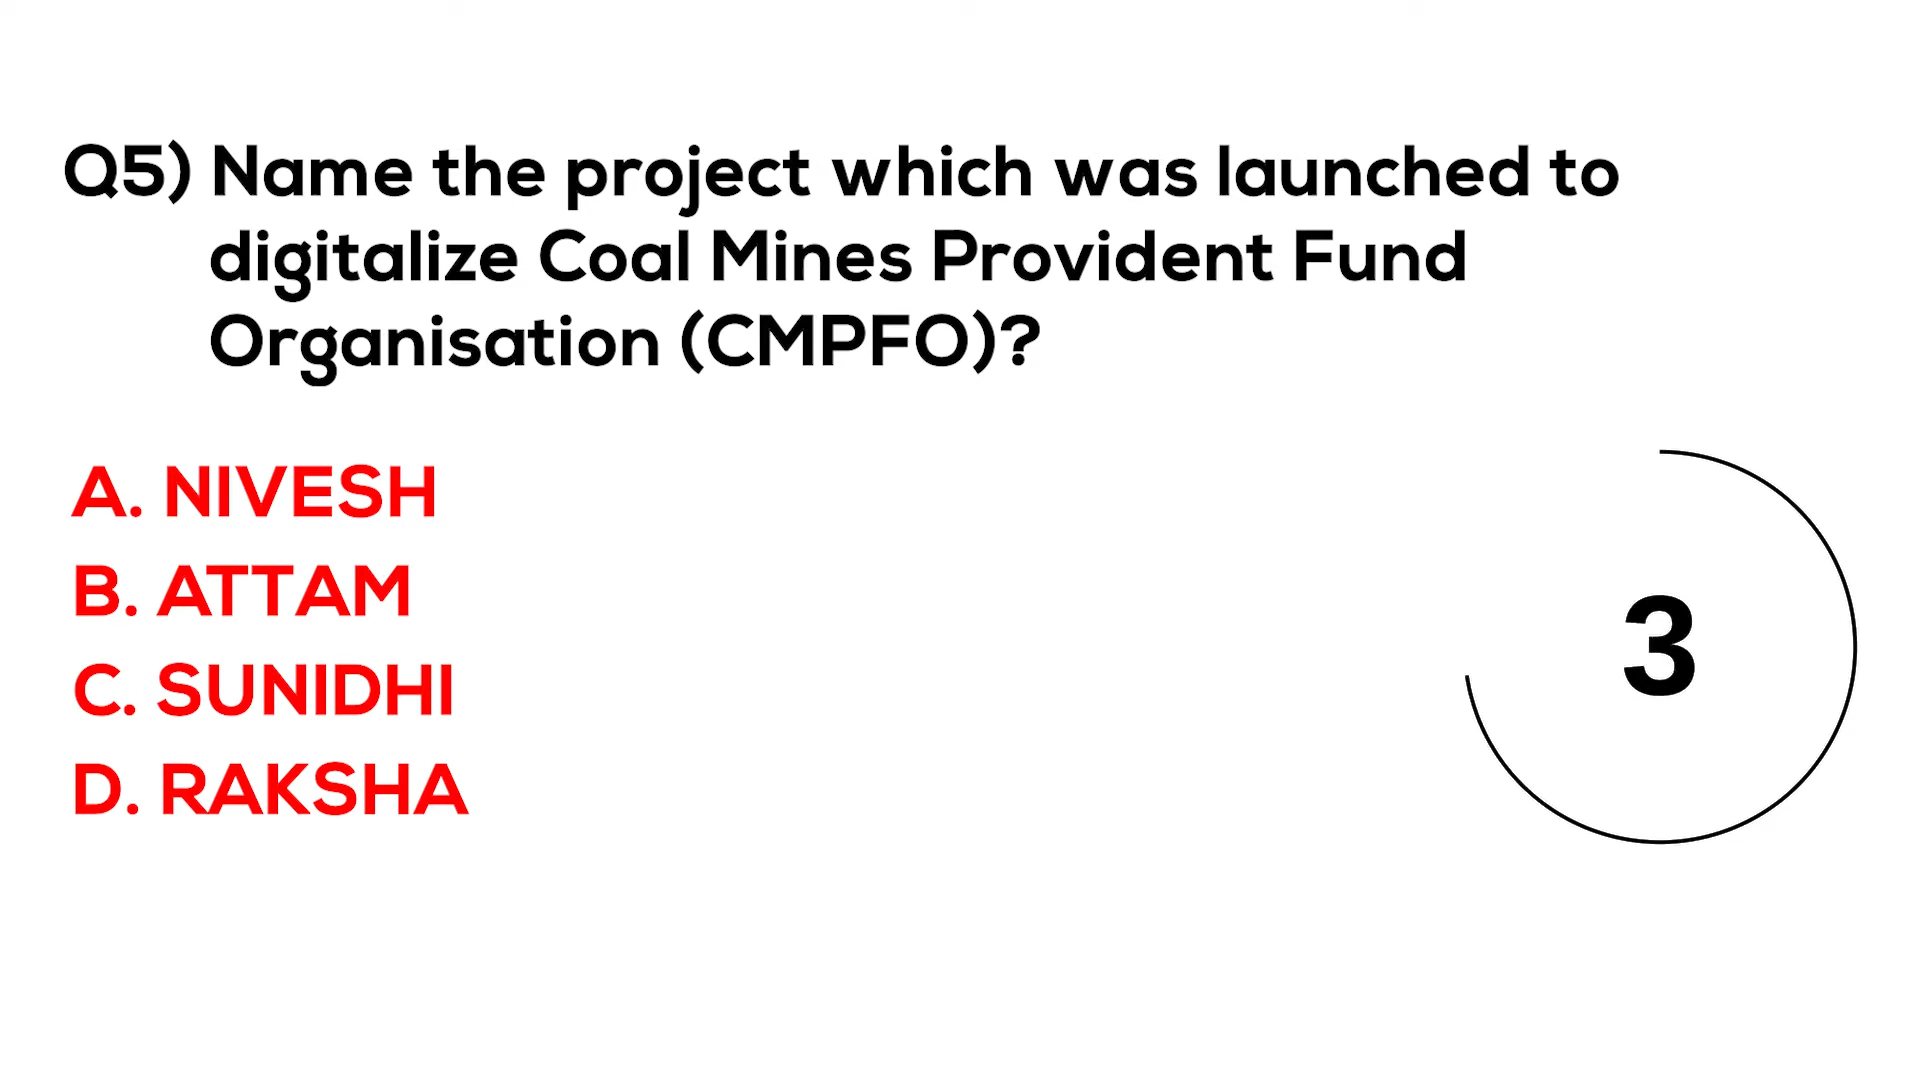 Q5) Name the project which was launched to
digitalize Coal Mines Provident Fund
Organisation (CMPFO)?
A. NIVESH
B. ATTAM
C. SUNIDHI
D. RAKSHA
3